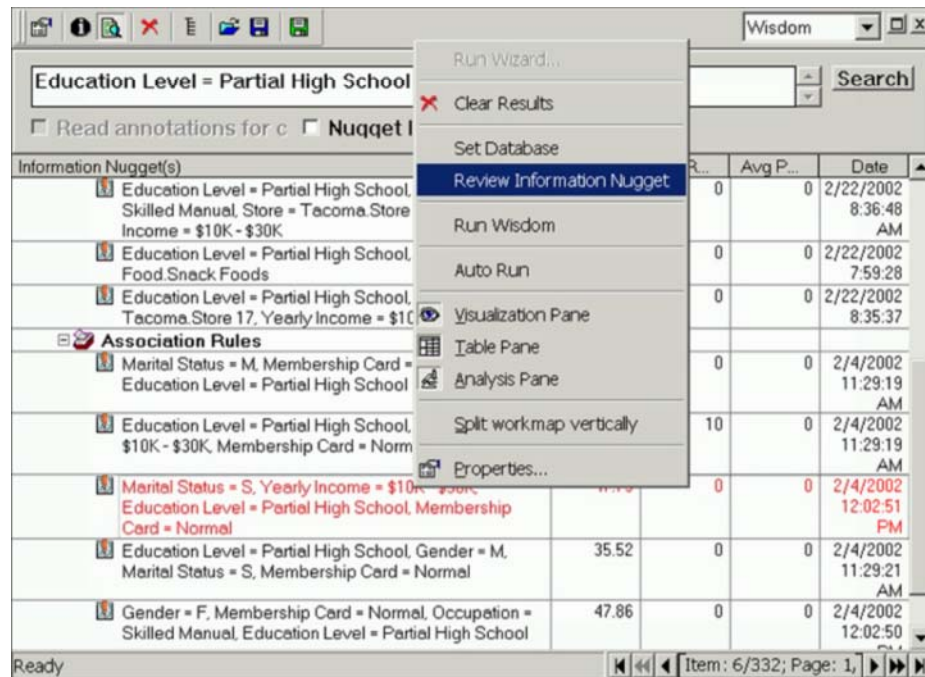 Wisdom
Education Level = Partial High School
Search
Read annotations for c
Nugget
Information Nugget(s)
R...
Avg P...
Date
Education Level = Partial High School,
0
0
2/22/2002
Skilled Manual, Store = Tacoma.Store
8:36:48
Income = $10K - $30K
AM
Education Level = Partial High School,
0
0
2/22/2002
Food.Snack Foods
7:59:28
Education Level = Partial High School,
0
0
2/22/2002
Tacoma.Store 17, Yearly Income = $10
8:35:37
Association Rules
Marital Status = M, Membership Card =
0
0
2/4/2002
Education Level = Partial High School
11:29:19
AM
Education Level = Partial High School,
10
0
2/4/2002
$10K - $30K, Membership Card = Norm
11:29:19
AM
Marital Status = S, Yearly Income =
0
0
2/4/2002
Education Level = Partial High School, Membership
12:02:51
Card = Normal
PM
Education Level = Partial High School, Gender = M,
35.52
0
0
2/4/2002
Marital Status = S, Membership Card = Normal
11:29:21
AM
Gender = F, Membership Card = Normal, Occupation =
47.86
0
0
2/4/2002
Skilled Manual, Education Level = Partial High School
12:02:50
Run Wizard...
Clear Results
Set Database
Review Information Nugget
Run Wisdom
Auto Run
Visualization Pane
Table Pane
Analysis Pane
Split workmap vertically
Properties...
Ready
Item: 6/332; Page: 1,